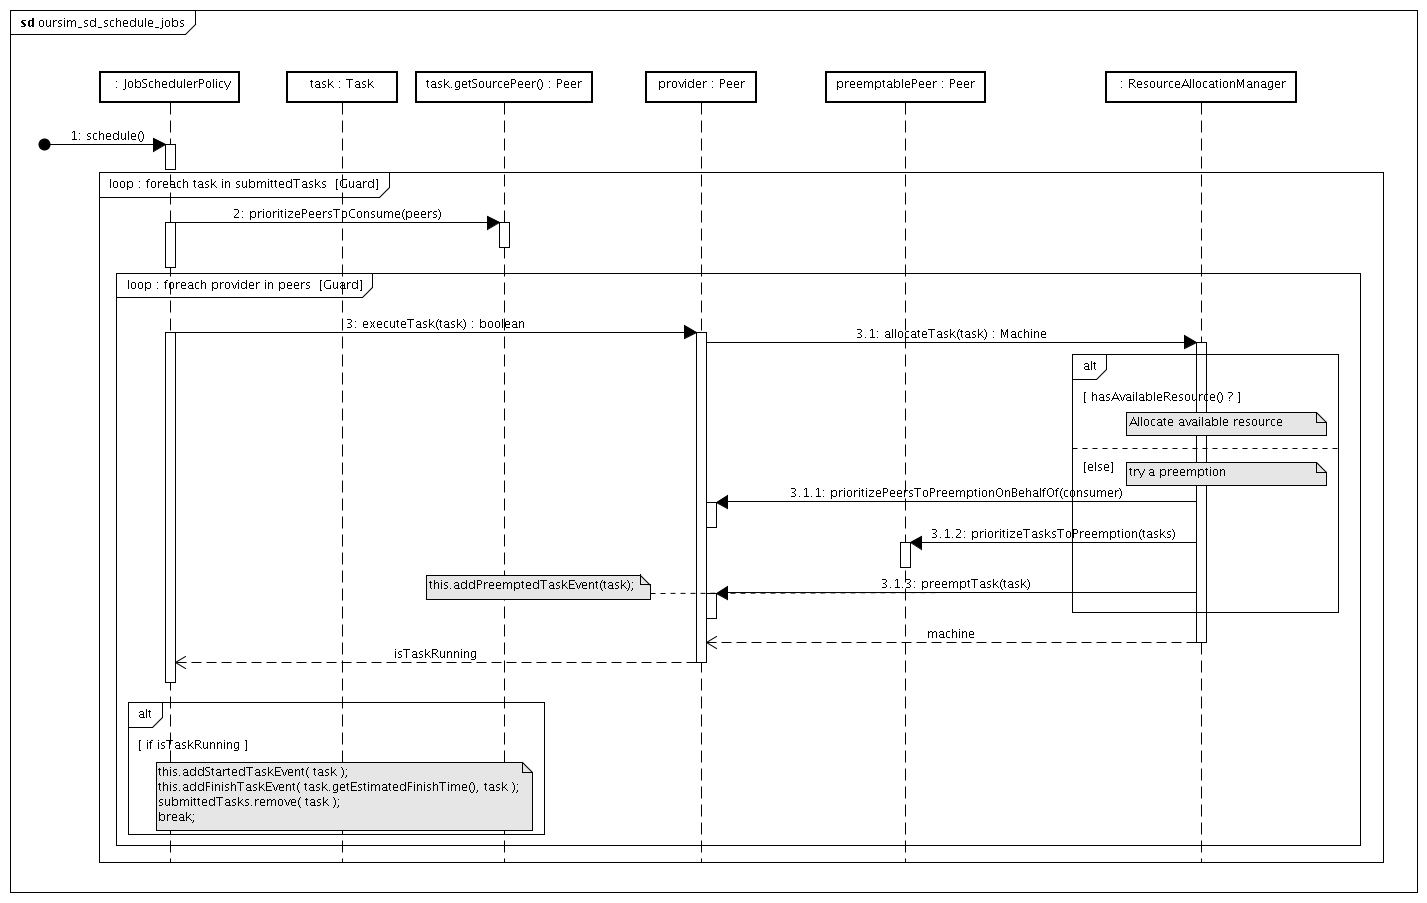 sd oursim_sd_schedule_jobs
: JobSchedulerPolicy
task : Task
task.getSourcePeer() : Peer
provider : Peer
preemptablePeer : Peer
: ResourceAllocationManager
1: schedule()
loop : foreach task in submittedTasks [Guard]
2: prioritizePeersToConsume(peers)
loop : foreach provider in peers [Guard]
3: executeTask(task) : boolean
3.1: allocateTask(task) : Machine
alt
[ hasAvailableResource() ? ]
Allocate available resource
[else]
try a preemption
3.1.1: prioritizePeersToPreemptionOnBehalfOf(consumer)
3.1.2: prioritizeTasksToPreemption(tasks)
this.addPreemptedTaskEvent(task);
3.1.3: preemptTask(task)
machine
isTaskRunning
alt
[ if isTaskRunning ]
this.addStartedTaskEvent( task );
this.addFinishTaskEvent( task.getEstimatedFinishTime(), task );
submittedTasks.remove( task );
break;